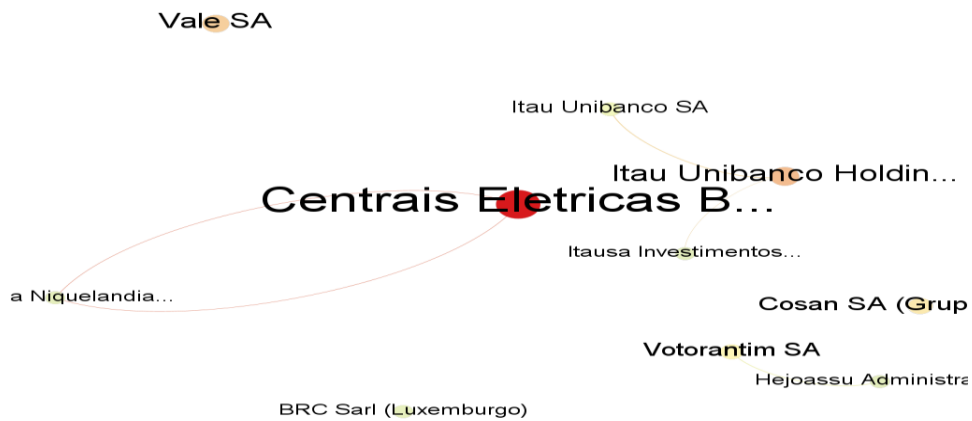 Vale SA
Itau Unibanco SA
Itau Unibanco Holdin...
Centrais Eletricas B...
Itausa Investimentos...
a Niquelandia...
Cosan SA (Grup
Votorantim SA
Hejoassu Administra
BRC Sarl (Luxemburgo)